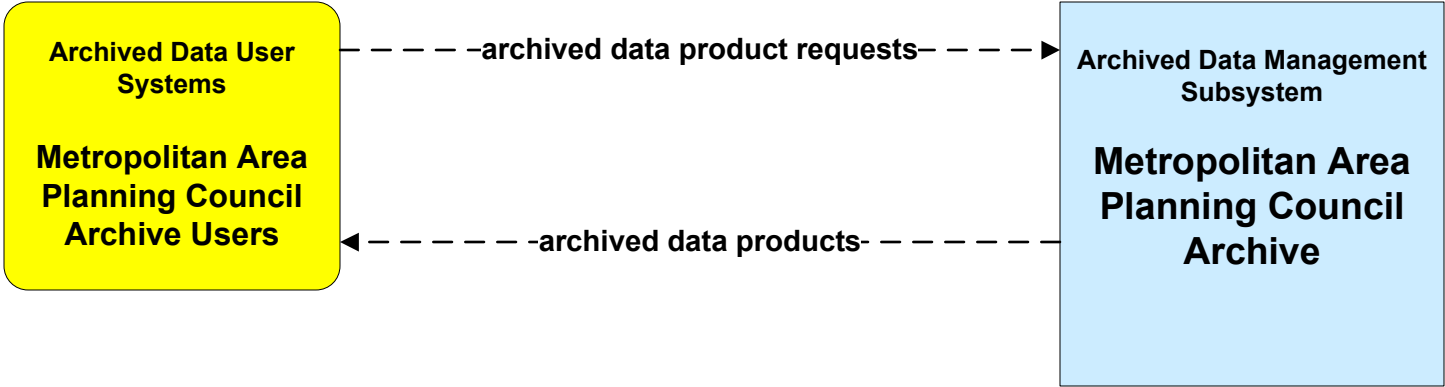 Archived Data User
Systems
Metropolitan Area
Planning Council
Archive Users
archived data product requests
archived data products
Archived Data Management
Subsystem
Metropolitan Area
Planning Council
Archive